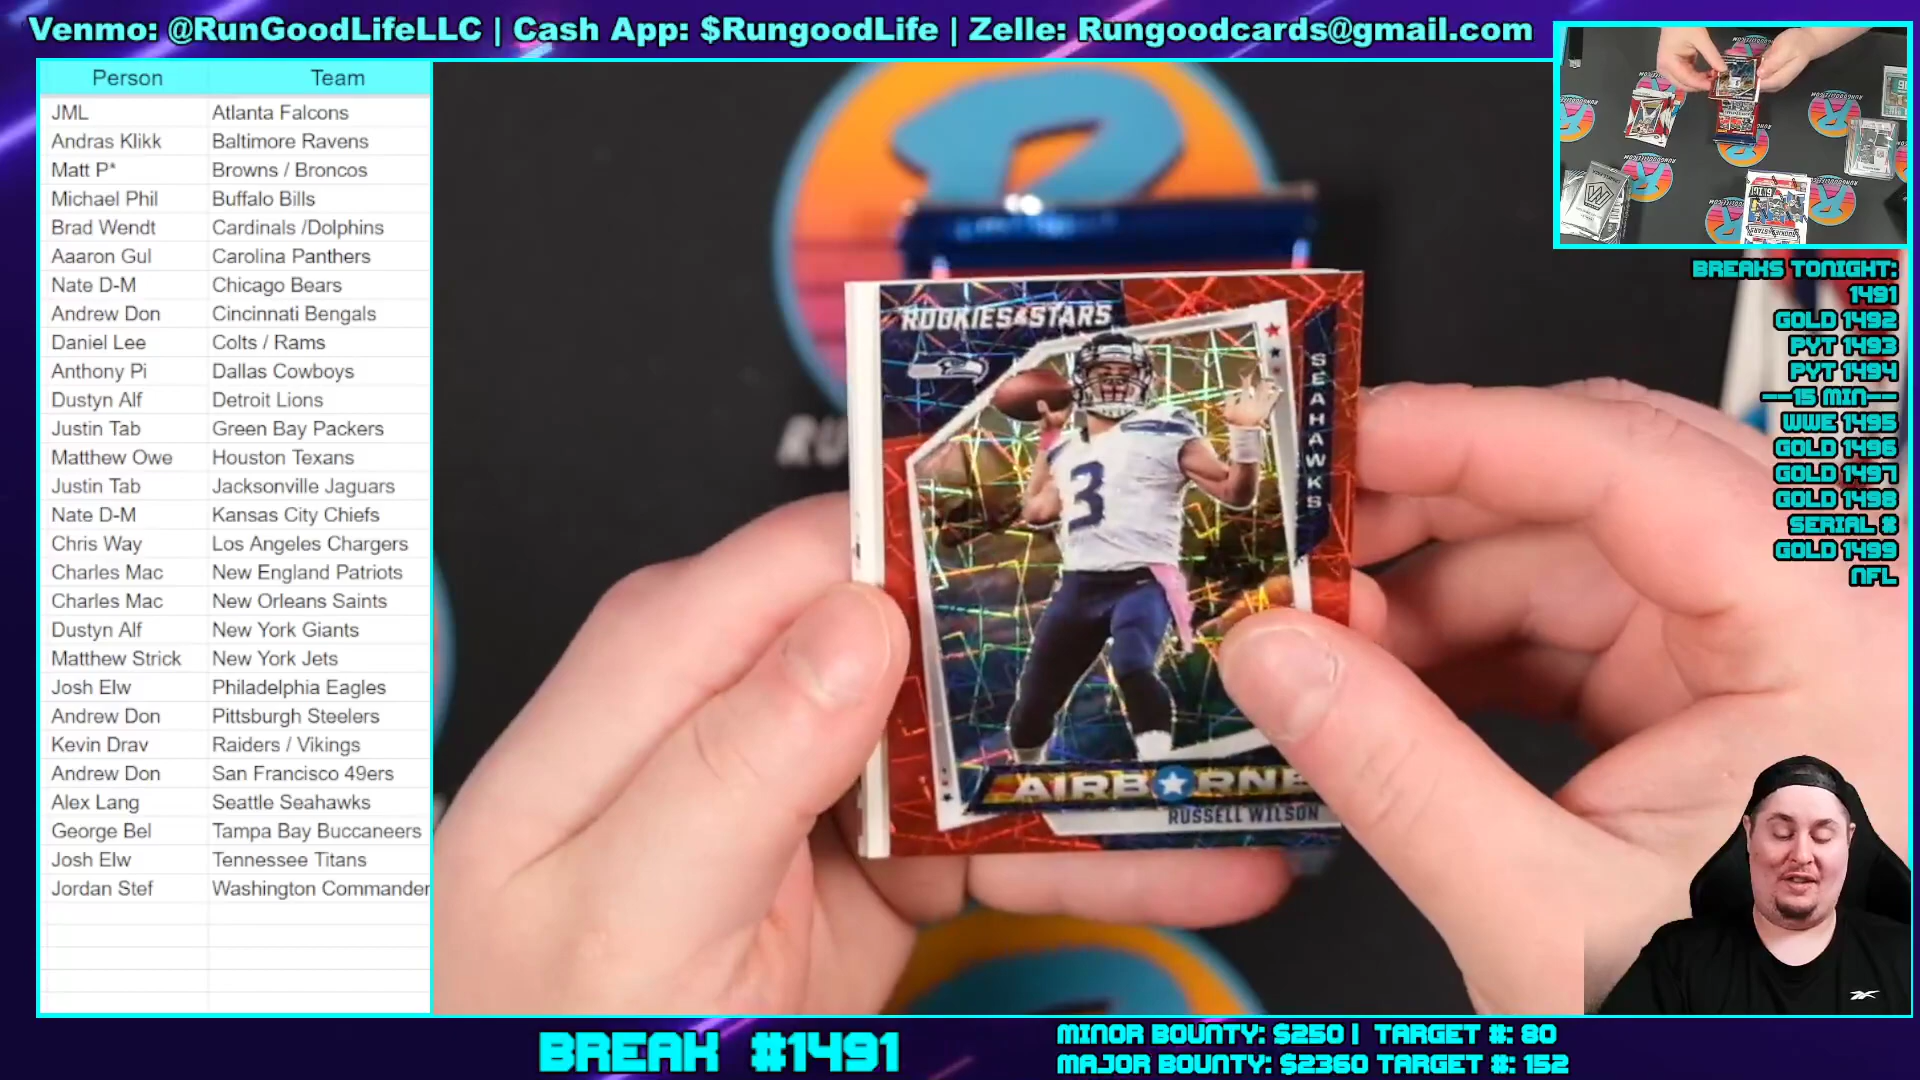 Venmo: @RunGoodLifeLLC | Cash App: $RungoodLife | Zelle: Rungoodcards@gmail.com
Person Team
JML Atlanta Falcons
Andras Klikk Baltimore Ravens
Matt P* Browns / Broncos
Michael Phil Buffalo Bills
Brad Wendt Cardinals /Dolphins
Aaaron Gul Carolina Panthers
Nate D-M Chicago Bears
Andrew Don Cincinnati Bengals
Daniel Lee Colts / Rams
Anthony Pi Dallas Cowboys
Dustyn Alf Detroit Lions
Justin Tab Green Bay Packers
Matthew Owe Houston Texans
Justin Tab Jacksonville Jaguars
Nate D-M Kansas City Chiefs
Chris Way Los Angeles Chargers
Charles Mac New England Patriots
Charles Mac New Orleans Saints
Dustyn Alf New York Giants
Matthew Strick New York Jets
Josh Elw Philadelphia Eagles
Andrew Don Pittsburgh Steelers
Kevin Drav Raiders / Vikings
Andrew Don San Francisco 49ers
Alex Lang Seattle Seahawks
George Bel Tampa Bay Buccaneers
Josh Elw Tennessee Titans
Jordan Stef Washington Commander
ROOKIES&STARS
SEAHAWKS
3
AIRBORNE
RUSSELL WILSON
RU
BREAKS TONIGHT:
1491
GOLD 1492
PYT 1493
PYT 1494
--15 MIN--
WWE 1495
GOLD 1496
GOLD 1497
GOLD 1498
SERIAL #
GOLD 1499
NFL
BREAK #1491
MINOR BOUNTY: $250 | TARGET #: 80
MAJOR BOUNTY: $2360 TARGET #: 152